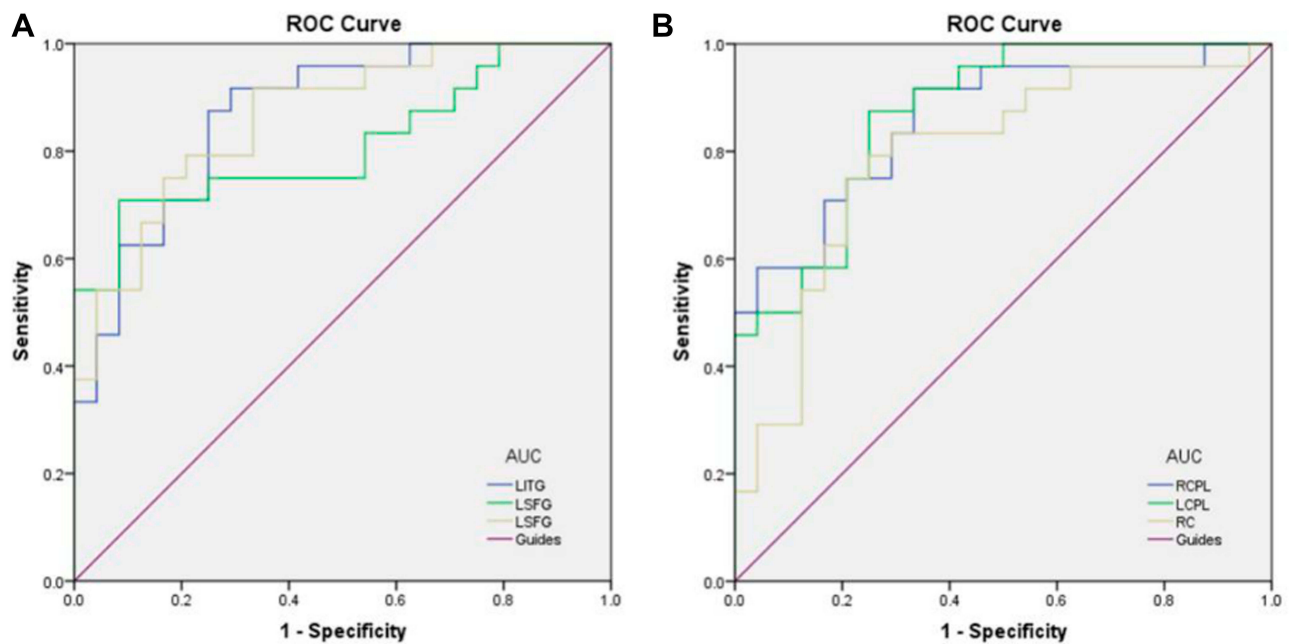 A
ROC Curve
1.0
0.8
0.6
0.4
0.2
0.0
Sensitivity
0.0 0.2 0.4 0.6 0.8 1.0
1 - Specificity
AUC
LITG
LSFG
LSFG
Guides
B
ROC Curve
1.0
0.8
0.6
0.4
0.2
0.0
Sensitivity
0.0 0.2 0.4 0.6 0.8 1.0
1 - Specificity
AUC
RCPL
LCPL
RC
Guides